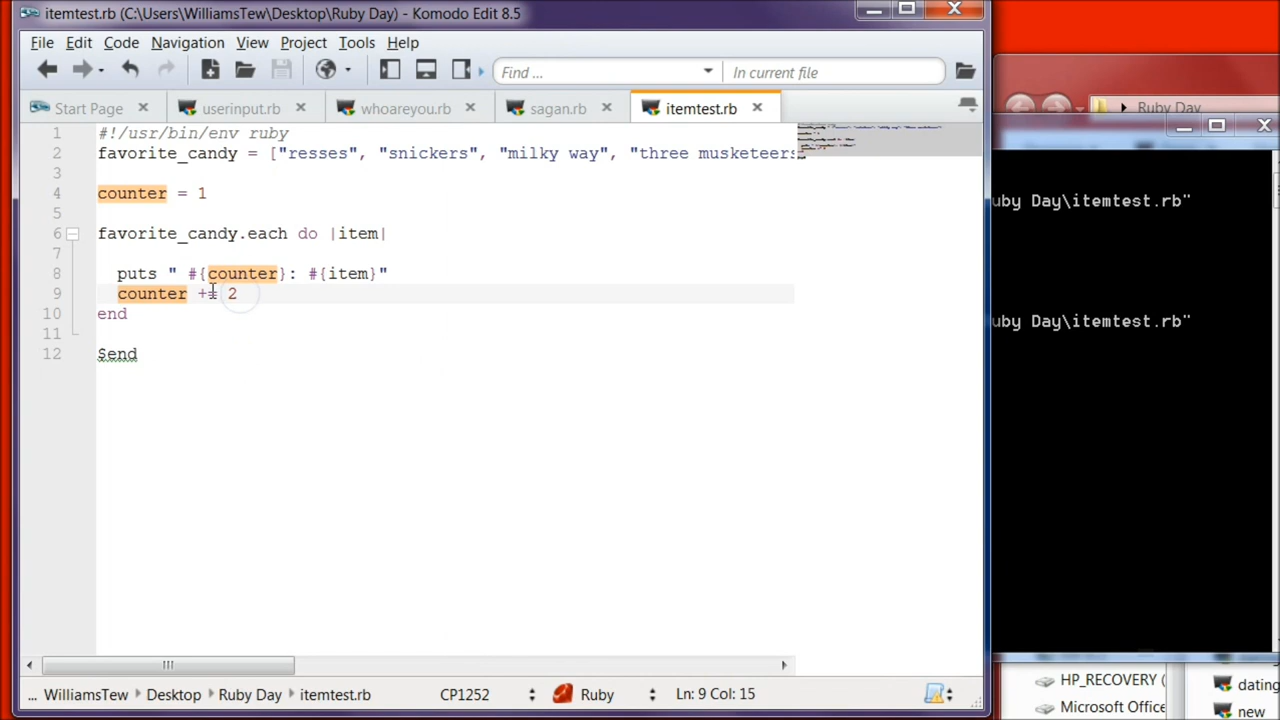 itemtest.rb (C:\Users\WilliamsTew\Desktop\Ruby Day) - Komodo Edit 8.5
File Edit Code Navigation View Project Tools Help
Find ...
In current file
Start Page
userinput.rb
whoareyou.rb
sagan.rb
itemtest.rb
1 #!/usr/bin/env ruby
2 favorite_candy = ["resses", "snickers", "milky way", "three musketeers
3
4 counter = 1
5
6 favorite_candy.each do |item|
7
8 puts " #{counter}: #{item}"
9 counter += 2
10 end
11
12 $end
... WilliamsTew Desktop Ruby Day itemtest.rb CP1252 Ruby Ln: 9 Col: 15
Ruby Day
uby Day\itemtest.rb"
uby Day\itemtest.rb"
HP_RECOVERY (
Microsoft Office
dating
new